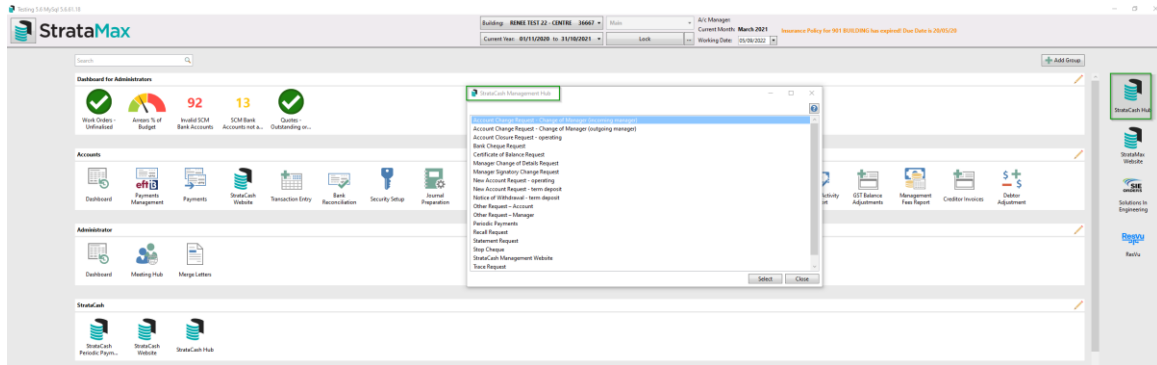 Testing 5.6 MySql 5.6.61.18
StrataMax
Building: RENEE TEST 22 - CENTRE 36667
Main
Current Year: 01/11/2020 to 31/10/2021
Lock
...
A/c Manager:
Current Month: March 2021
Working Date: 05/08/2022
Insurance Policy for 901 BUILDING has expired! Due Date is 28/05/20
Search
Add Group
Dashboard for Administrators
92
13
Work Orders - Unfinalised
Arrears % of Budget
Invalid SCM Bank Accounts
SCM Bank Accounts not a...
Quotes - Outstanding or...
Accounts
Dashboard
Payments Management
Payments
StrataCash Website
Transaction Entry
Bank Reconciliation
Security Setup
Journal Preparation
GST Balance Adjustments
Management Fees Report
Creditor Invoices
Debtor Adjustment
Administrator
Dashboard
Meeting Hub
Merge Letters
StrataCash
StrataCash Periodic Paym...
StrataCash Website
StrataCash Hub
StrataCash Management Hub
Account Change Request - Change of Manager (incoming manager)
Account Change Request - Change of Manager (outgoing manager)
Account Closure Request - operating
Bank Cheque Request
Certificate of Balance Request
Manager Change of Details Request
Manager Signatory Change Request
New Account Request - operating
New Account Request - term deposit
Notice of Withdrawal - term deposit
Other Request – Account
Other Request – Manager
Periodic Payments
Recall Request
Statement Request
Stop Cheque
StrataCash Management Website
Trace Request
Select
Close
StrataCash Hub
StrataMax Website
SIE
Solutions In Engineering
Resvu
ResVu